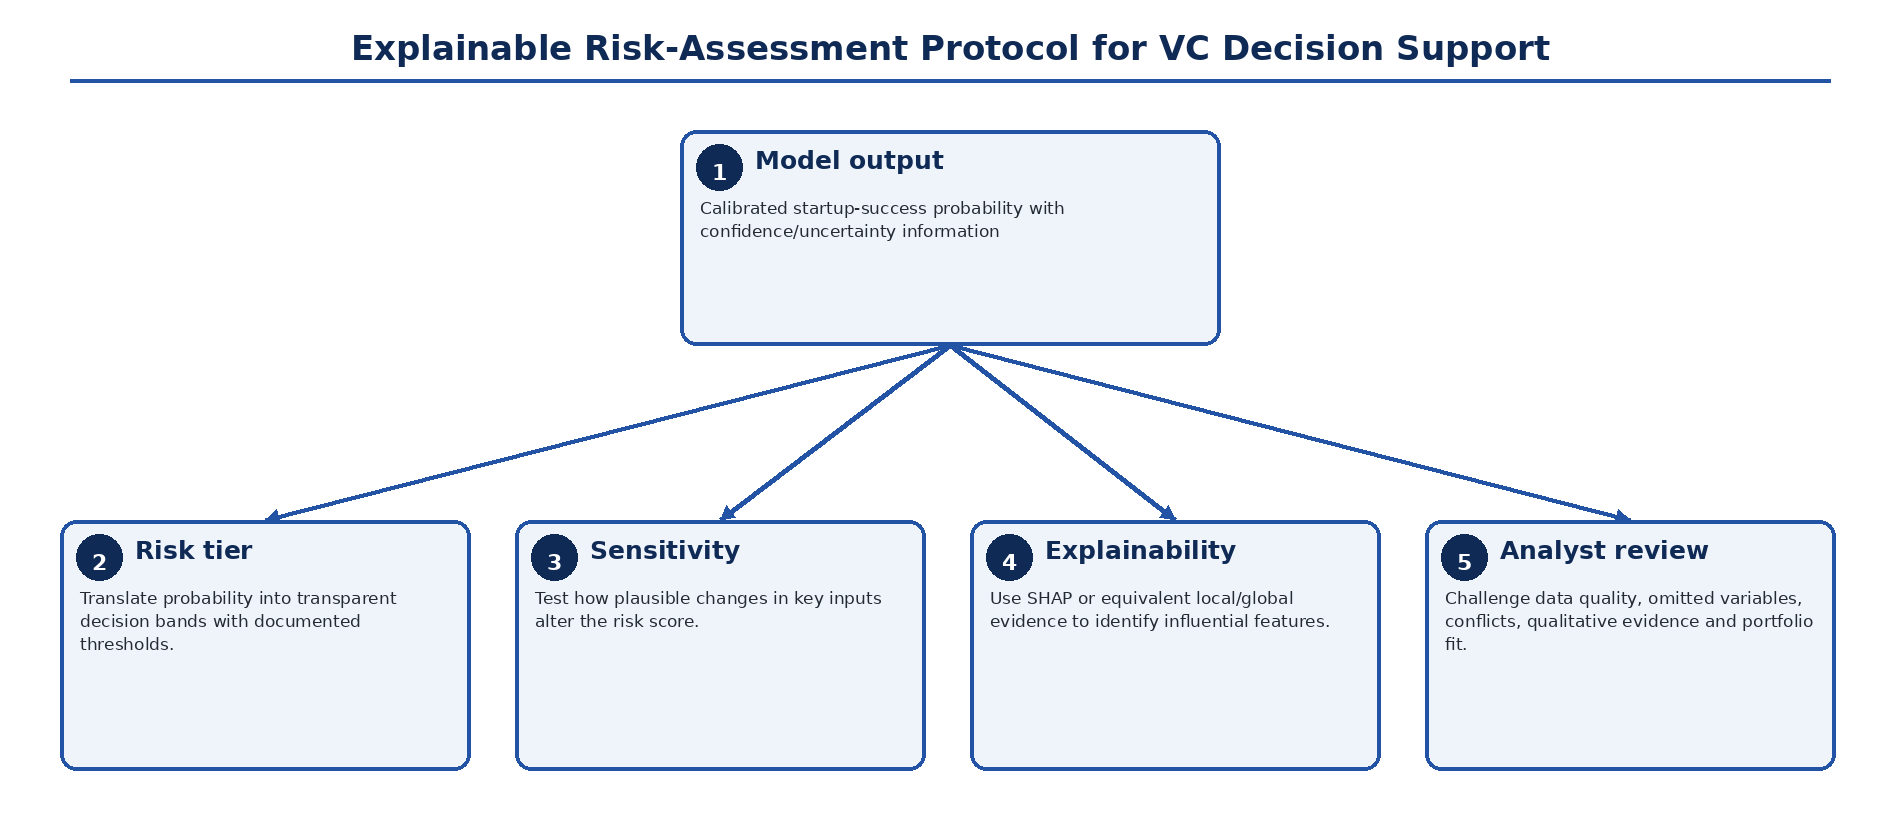 Explainable Risk-Assessment Protocol for VC Decision Support
1
Model output
Calibrated startup-success probability with
confidence/uncertainty information
2
Risk tier
Translate probability into transparent
decision bands with documented
thresholds.
3
Sensitivity
Test how plausible changes in key inputs
alter the risk score.
4
Explainability
Use SHAP or equivalent local/global
evidence to identify influential features.
5
Analyst review
Challenge data quality, omitted variables,
conflicts, qualitative evidence and portfolio
fit.